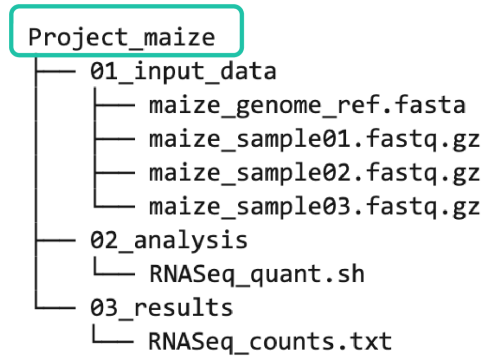 Project_maize
01_input_data
maize_genome_ref.fasta
maize_sample01.fastq.gz
maize_sample02.fastq.gz
maize_sample03.fastq.gz
02_analysis
RNASeq_quant.sh
03_results
RNASeq_counts.txt